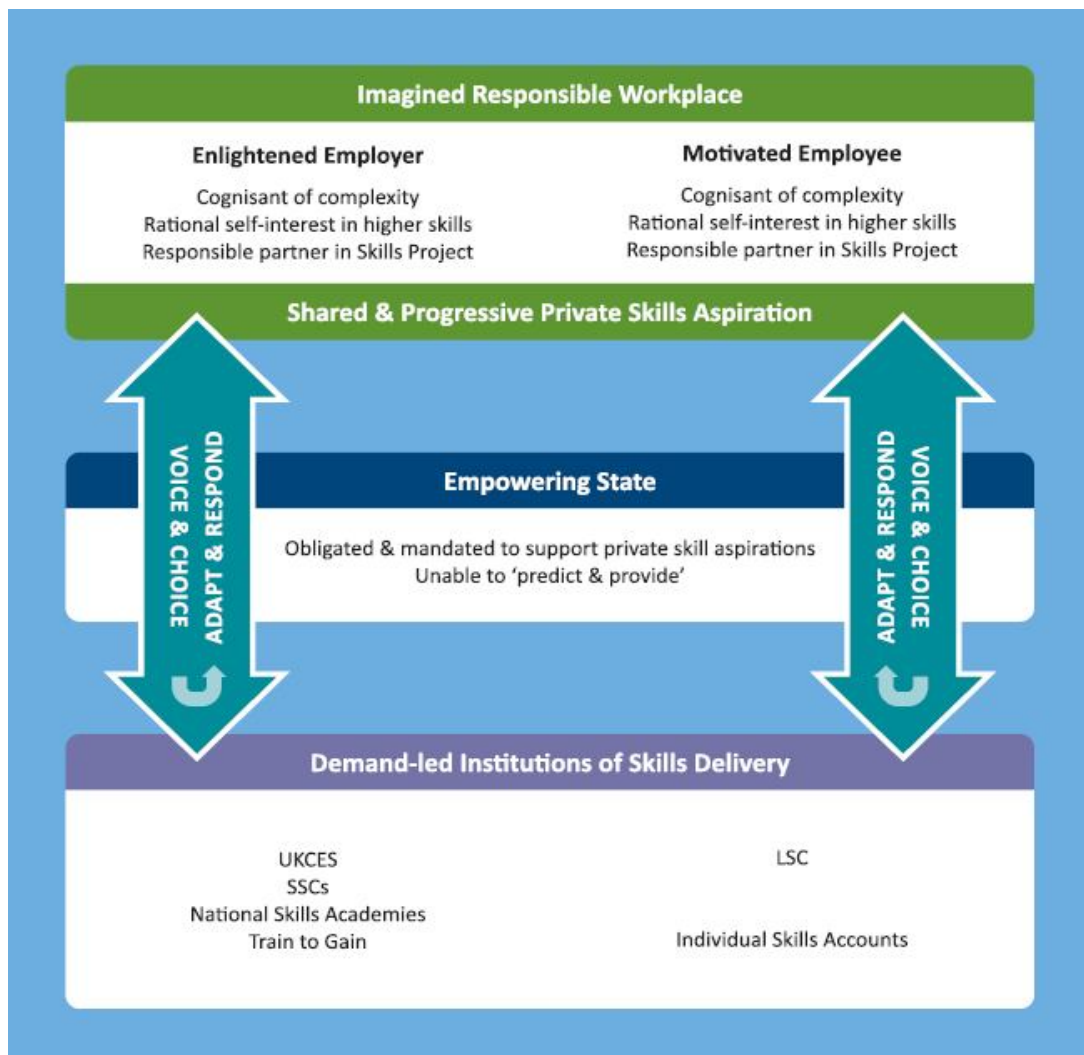 Imagined Responsible Workplace
Enlightened Employer
Cognisant of complexity
Rational self-interest in higher skills
Responsible partner in Skills Project
Motivated Employee
Cognisant of complexity
Rational self-interest in higher skills
Responsible partner in Skills Project
Shared & Progressive Private Skills Aspiration
VOICE & CHOICE
ADAPT & RESPOND
Empowering State
Obligated & mandated to support private skill aspirations
Unable to ‘predict & provide’
ADAPT & RESPOND
VOICE & CHOICE
Demand-led Institutions of Skills Delivery
UKCES
SSCs
National Skills Academies
Train to Gain
LSC
Individual Skills Accounts